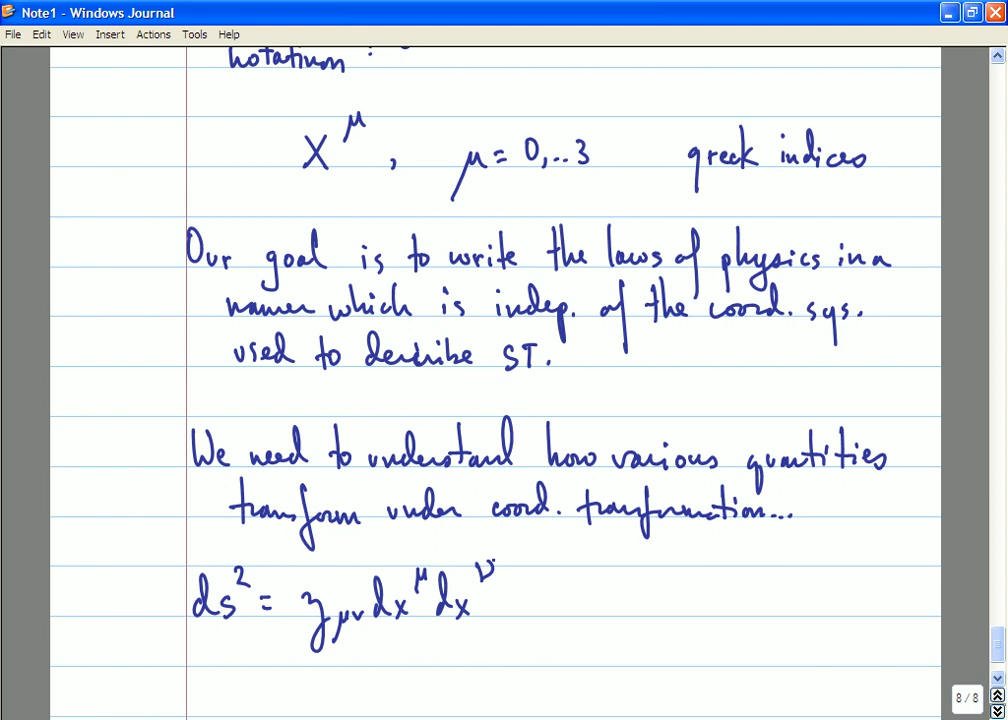 Note1 - Windows Journal
File Edit View Insert Actions Tools Help
notation :
x^μ , μ = 0,..3 greek indices
Our goal is to write the laws of physics in a
namer which is indep. of the coord. sys.
used to describe ST.
We need to understand how various quantities
transform under coord. transformation...
ds² = g_μν dx^μ dx^ν
8 / 8